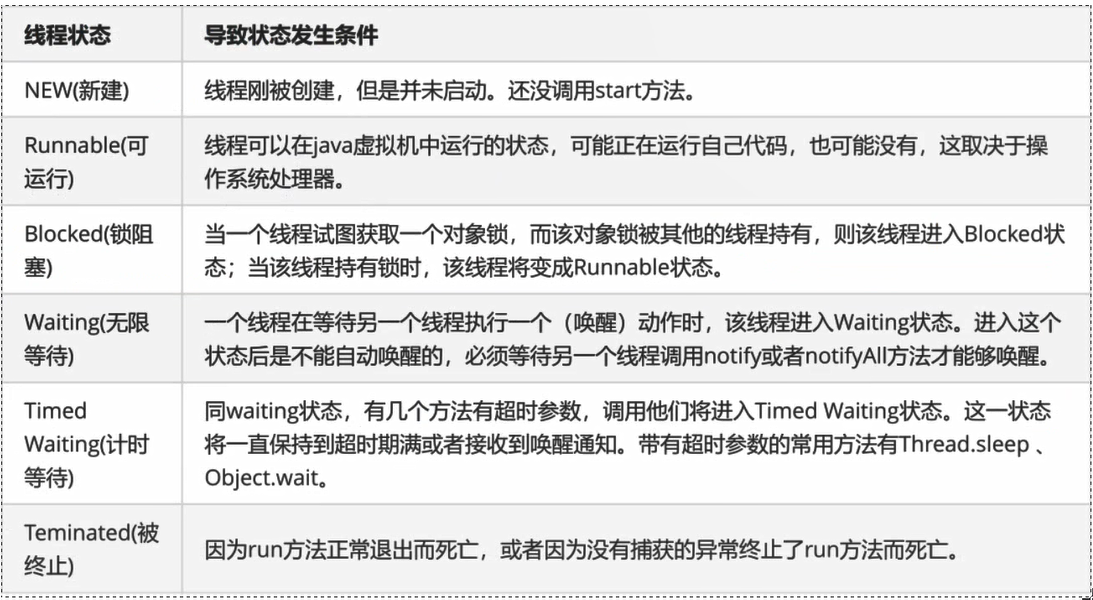 线程状态
导致状态发生条件
NEW(新建)
线程刚被创建，但是并未启动。还没调用start方法。
Runnable(可
运行)
线程可以在java虚拟机中运行的状态，可能正在运行自己代码，也可能没有，这取决于操
作系统处理器。
Blocked(锁阻
塞)
当一个线程试图获取一个对象锁，而该对象锁被其他的线程持有，则该线程进入Blocked状
态；当该线程持有锁时，该线程将变成Runnable状态。
Waiting(无限
等待)
一个线程在等待另一个线程执行一个（唤醒）动作时，该线程进入Waiting状态。进入这个
状态后是不能自动唤醒的，必须等待另一个线程调用notify或者notifyAll方法才能够唤醒。
Timed
Waiting(计时
等待)
同waiting状态，有几个方法有超时参数，调用他们将进入Timed Waiting状态。这一状态
将一直保持到超时期满或者接收到唤醒通知。带有超时参数的常用方法有Thread.sleep 、
Object.wait。
Teminated(被
终止)
因为run方法正常退出而死亡，或者因为没有捕获的异常终止了run方法而死亡。